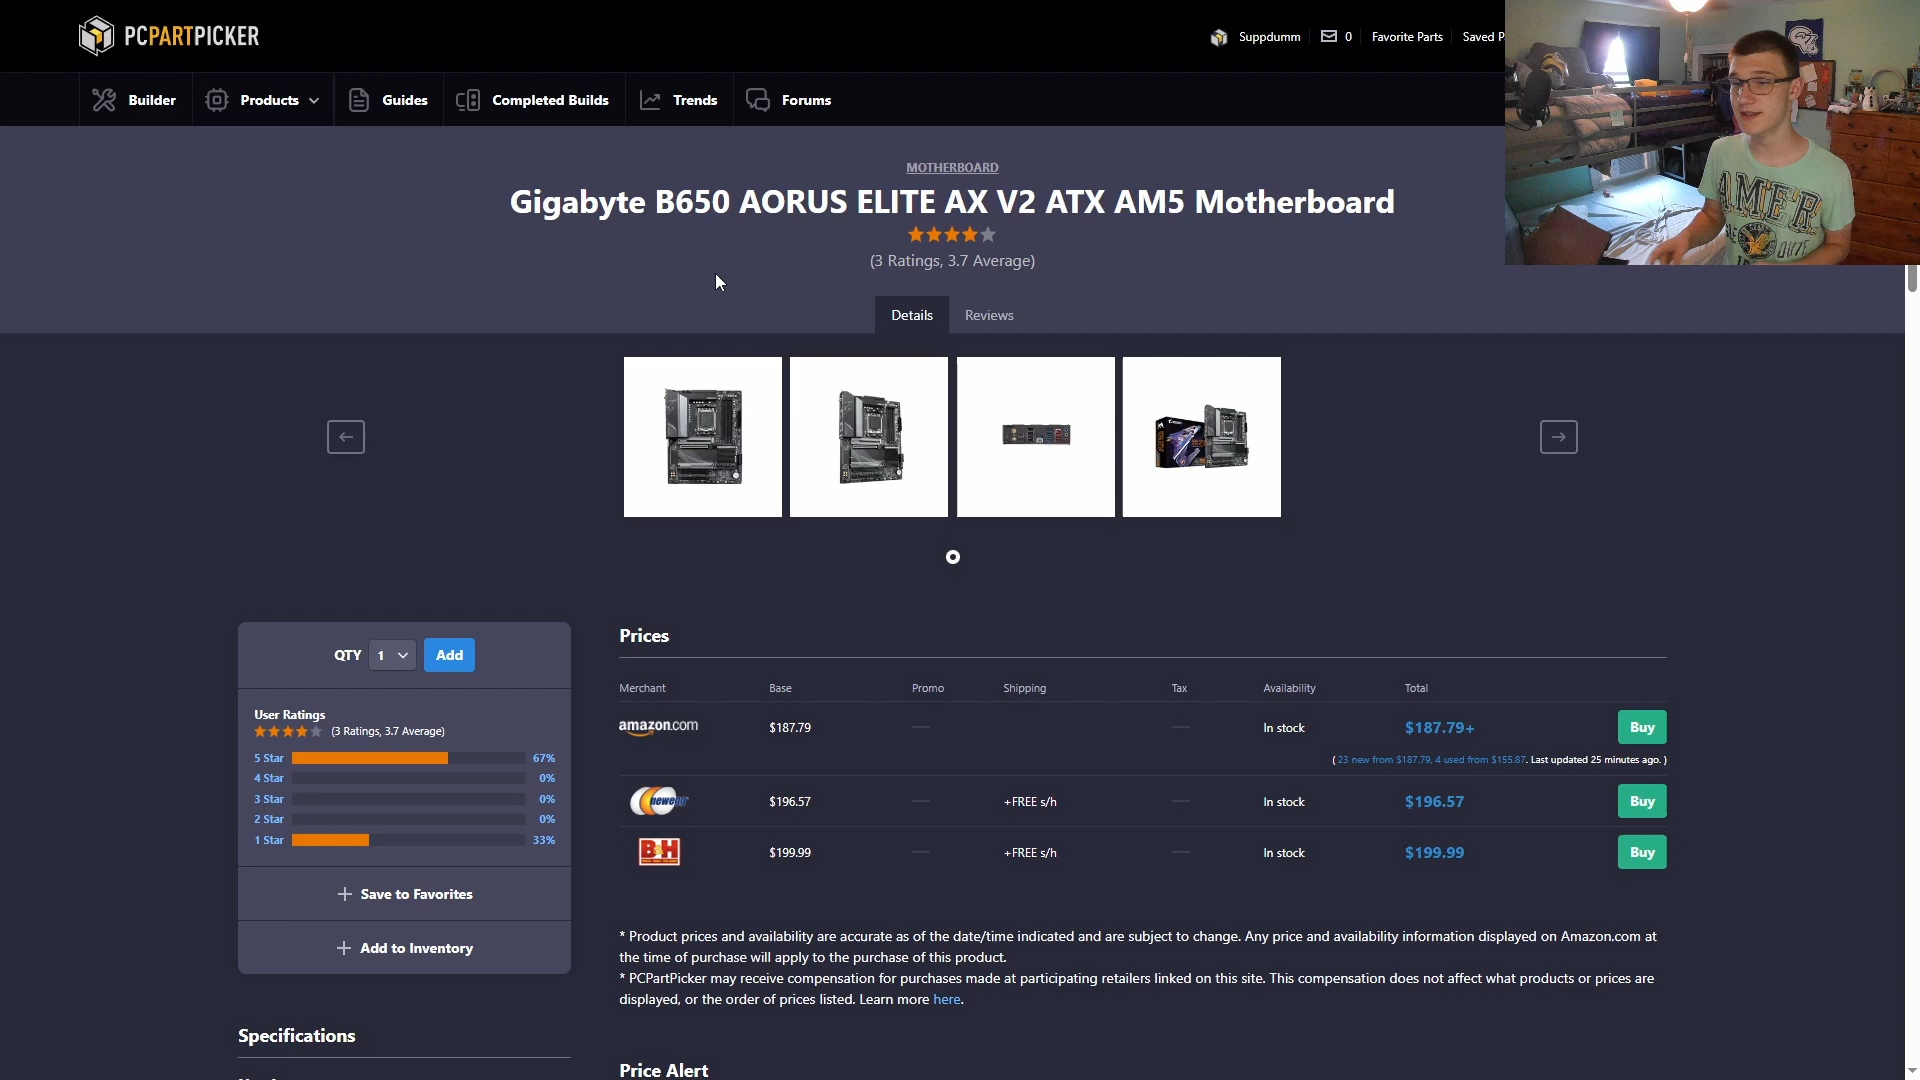 PCPARTPICKER
Suppdumm
0
Favorite Parts
Saved P
Builder
Products
Guides
Completed Builds
Trends
Forums
MOTHERBOARD
Gigabyte B650 AORUS ELITE AX V2 ATX AM5 Motherboard
(3 Ratings, 3.7 Average)
Details
Reviews
QTY 1 Add
User Ratings
(3 Ratings, 3.7 Average)
5 Star 67%
4 Star 0%
3 Star 0%
2 Star 0%
1 Star 33%
Save to Favorites
Add to Inventory
Specifications
Prices
Merchant Base Promo Shipping Tax Availability Total
amazon.com $187.79 — — In stock $187.79+ Buy
( 23 new from $187.79, 4 used from $155.87. Last updated 25 minutes ago. )
newegg $196.57 — +FREE s/h — In stock $196.57 Buy
B&H $199.99 — +FREE s/h — In stock $199.99 Buy
* Product prices and availability are accurate as of the date/time indicated and are subject to change. Any price and availability information displayed on Amazon.com at
the time of purchase will apply to the purchase of this product.
* PCPartPicker may receive compensation for purchases made at participating retailers linked on this site. This compensation does not affect what products or prices are
displayed, or the order of prices listed. Learn more here.
Price Alert